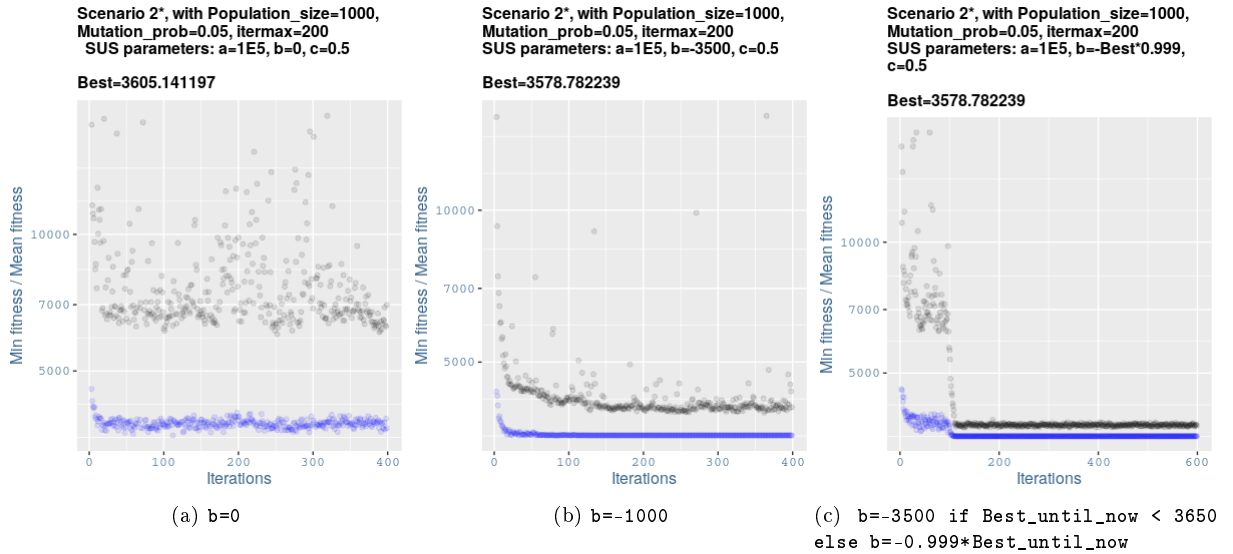 Scenario 2*, with Population_size=1000,
Mutation_prob=0.05, itermax=200
SUS parameters: a=1E5, b=0, c=0.5
Best=3605.141197
Min fitness / Mean fitness
10000
7000
5000
0 100 200 300 400
Iterations
(a) b=0
Scenario 2*, with Population_size=1000,
Mutation_prob=0.05, itermax=200
SUS parameters: a=1E5, b=-3500, c=0.5
Best=3578.782239
Min fitness / Mean fitness
10000
7000
5000
0 100 200 300 400
Iterations
(b) b=-1000
Scenario 2*, with Population_size=1000,
Mutation_prob=0.05, itermax=200
SUS parameters: a=1E5, b=-Best*0.999,
c=0.5
Best=3578.782239
Min fitness / Mean fitness
10000
7000
5000
0 200 400 600
Iterations
(c) b=-3500 if Best_until_now < 3650
else b=-0.999*Best_until_now